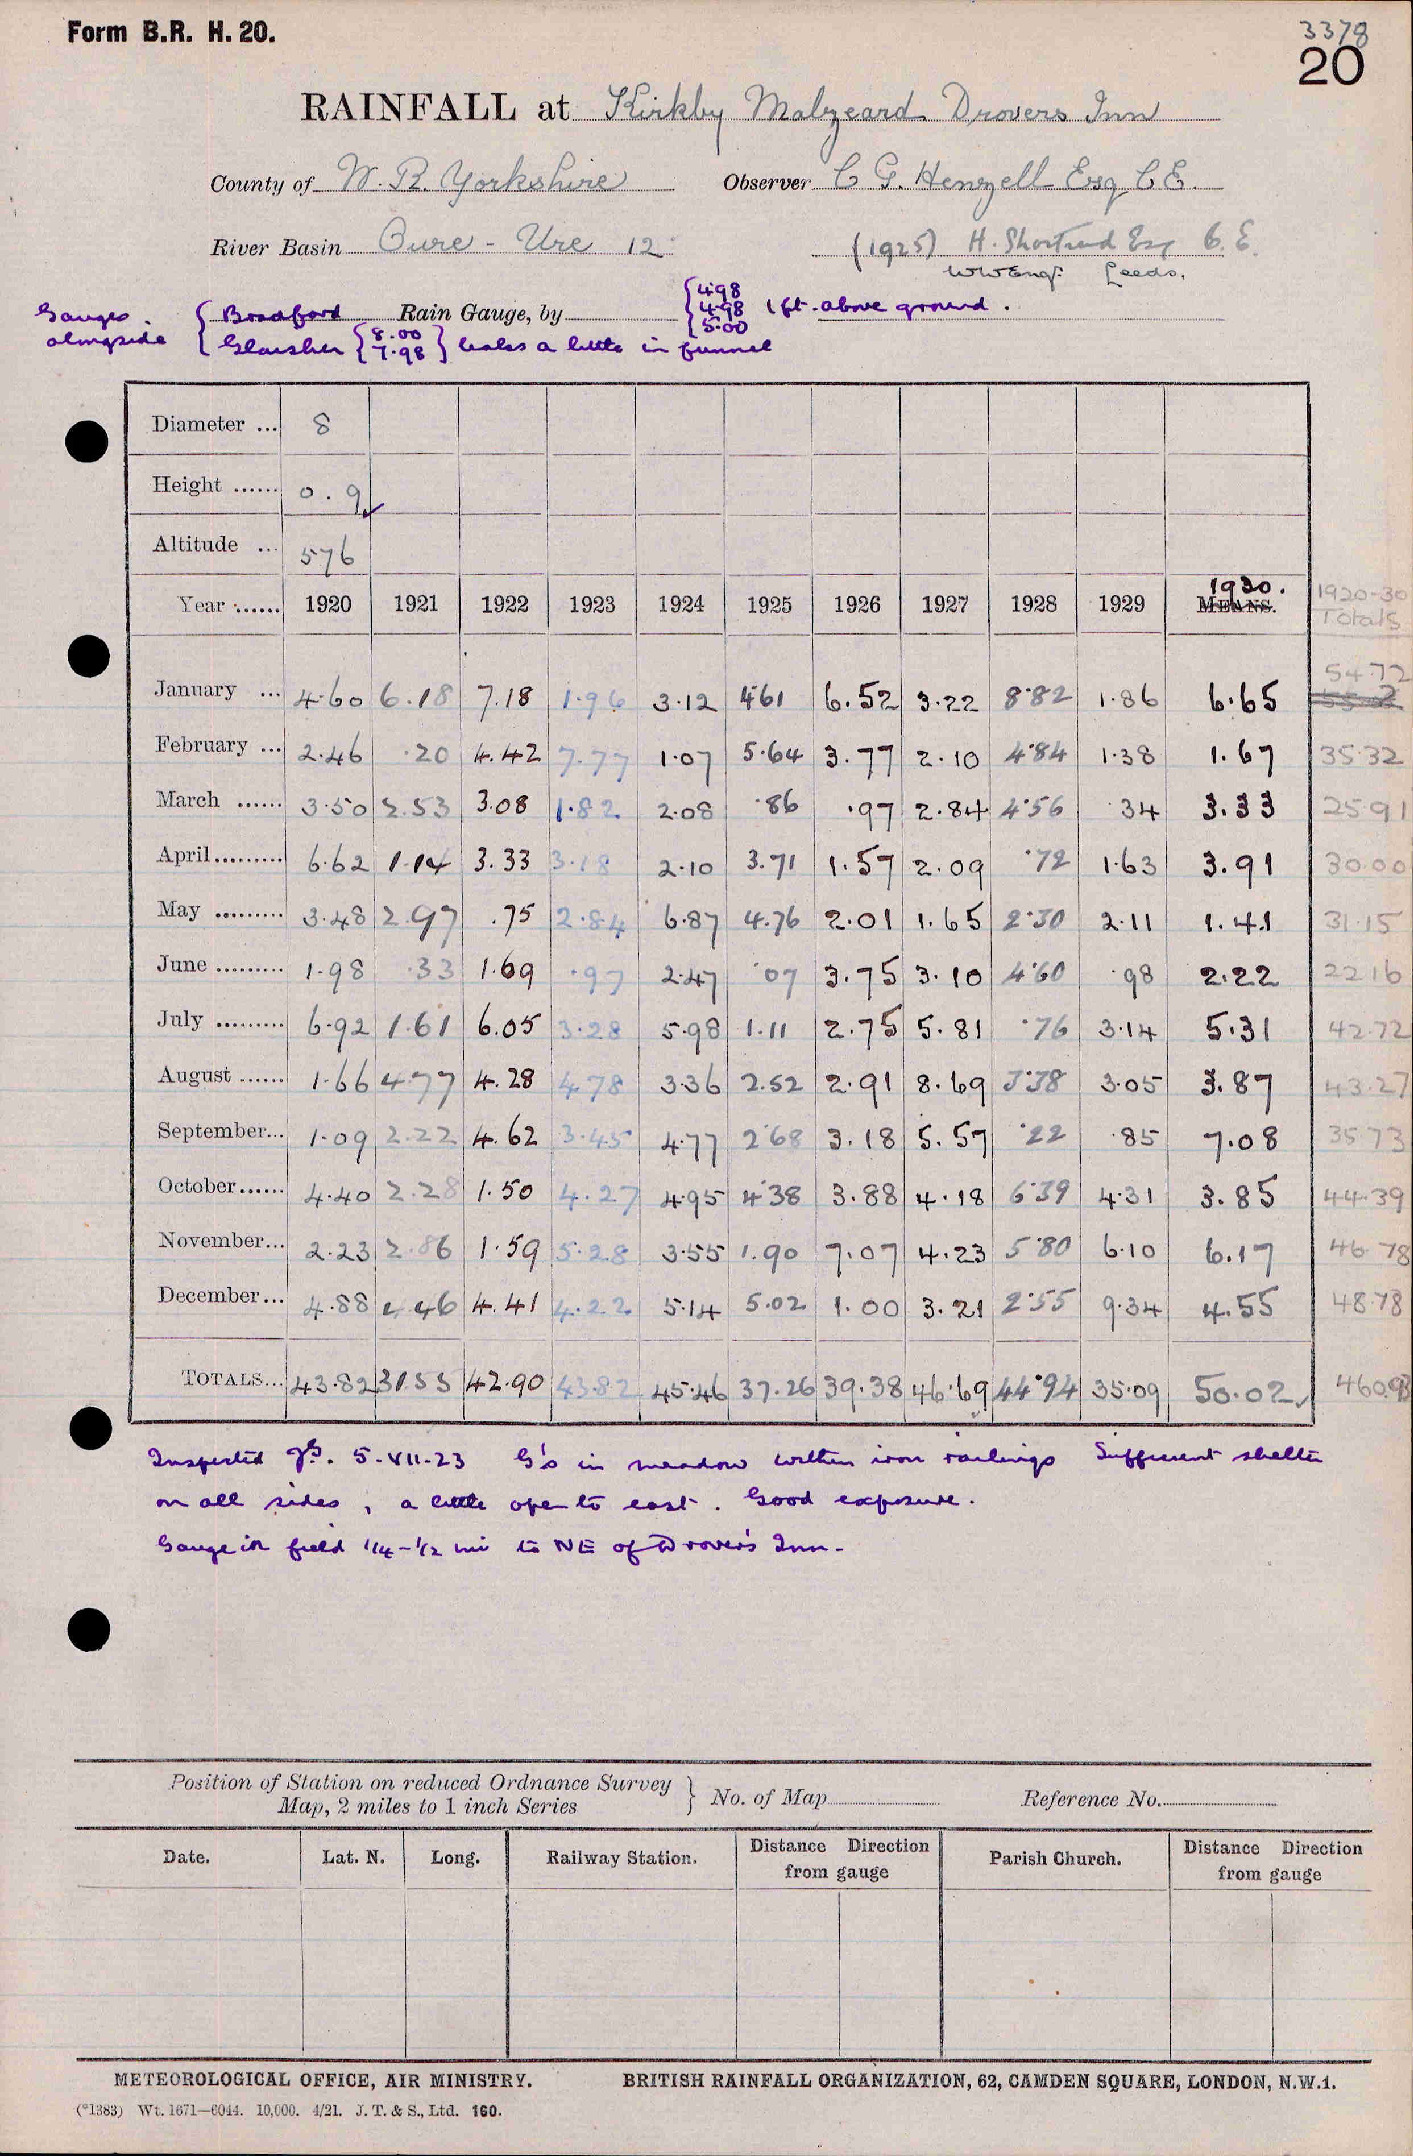 Form B.R. H. 20.
3378
20
RAINFALL at Kirkby Malzeard Drovers Inn
County of W. R. Yorkshire Observer C G. Henzell Esq C.E.
River Basin Oure - Ure 12 (1925) H. Shortreed Esq C.E.
WWEngr. Leeds.
Gauges alongside { Bradford Rain Gauge, by { 4.98 4.98 5.00 1 ft. above ground.
Glaisher { 8.00 7.98 } leaks a little in funnel
Diameter ... 8
Height ...... 0.9
Altitude ... 576
Year ...... 1920 1921 1922 1923 1924 1925 1926 1927 1928 1929 MEANS. 1930. 1920-30 Totals
January ... 4.60 6.18 7.18 1.96 3.12 4.61 6.52 3.22 8.82 1.86 6.65 54.72
February ... 2.46 .20 4.42 7.77 1.07 5.64 3.77 2.10 4.84 1.38 1.67 35.32
March ...... 3.50 2.53 3.08 1.82 2.08 .86 .97 2.84 4.56 .34 3.33 25.91
April......... 6.62 1.14 3.33 3.18 2.10 3.71 1.57 2.09 .72 1.63 3.91 30.00
May ......... 3.48 2.97 .75 2.84 6.87 4.76 2.01 1.65 2.30 2.11 1.41 31.15
June ......... 1.98 .33 1.69 .97 2.47 .07 3.75 3.10 4.60 .98 2.22 22.16
July ......... 6.92 1.61 6.05 3.28 5.98 1.11 2.75 5.81 .76 3.14 5.31 42.72
August ...... 1.66 4.77 4.28 4.78 3.36 2.52 2.91 8.69 3.38 3.05 3.87 43.27
September... 1.09 2.22 4.62 3.45 4.77 2.68 3.18 5.57 .22 .85 7.08 35.73
October...... 4.40 2.28 1.50 4.27 4.95 4.38 3.88 4.18 6.39 4.31 3.85 44.39
November... 2.23 2.86 1.59 5.28 3.55 1.90 7.07 4.23 5.80 6.10 6.17 46.78
December... 4.88 4.46 4.41 4.22 5.14 5.02 1.00 3.21 2.55 9.34 4.55 48.78
TOTALS... 43.82 31.55 42.90 43.82 45.46 37.26 39.38 46.69 44.94 35.09 50.02 460.93
Inspected 5-VII-23 G's in meadow within iron railings Sufficient shelter
on all sides, a little open to east. Good exposure.
Gauge in field 1/4-1/2 mi to NE of Drover's Inn.
Position of Station on reduced Ordnance Survey Map, 2 miles to 1 inch Series } No. of Map Reference No.
Date. Lat. N. Long. Railway Station. Distance Direction from gauge Parish Church. Distance Direction from gauge
METEOROLOGICAL OFFICE, AIR MINISTRY. BRITISH RAINFALL ORGANIZATION, 62, CAMDEN SQUARE, LONDON, N.W.1.
(*1383) Wt. 1671—6044. 10,000. 4/21. J. T. & S., Ltd. 160.